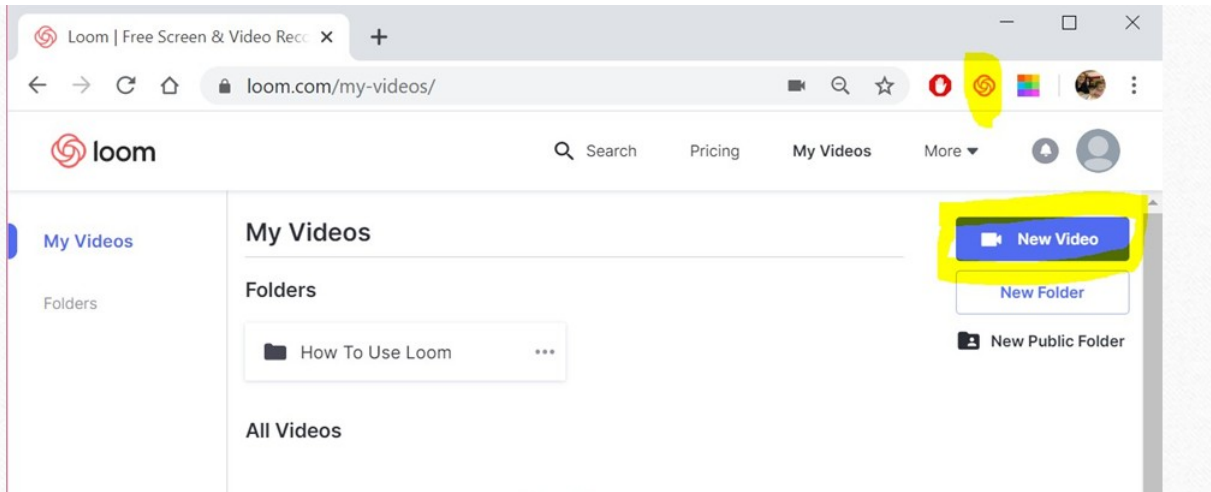 Loom | Free Screen & Video Rec
loom.com/my-videos/
loom
Search Pricing My Videos More
My Videos
Folders
My Videos
Folders
How To Use Loom
All Videos
New Video
New Folder
New Public Folder